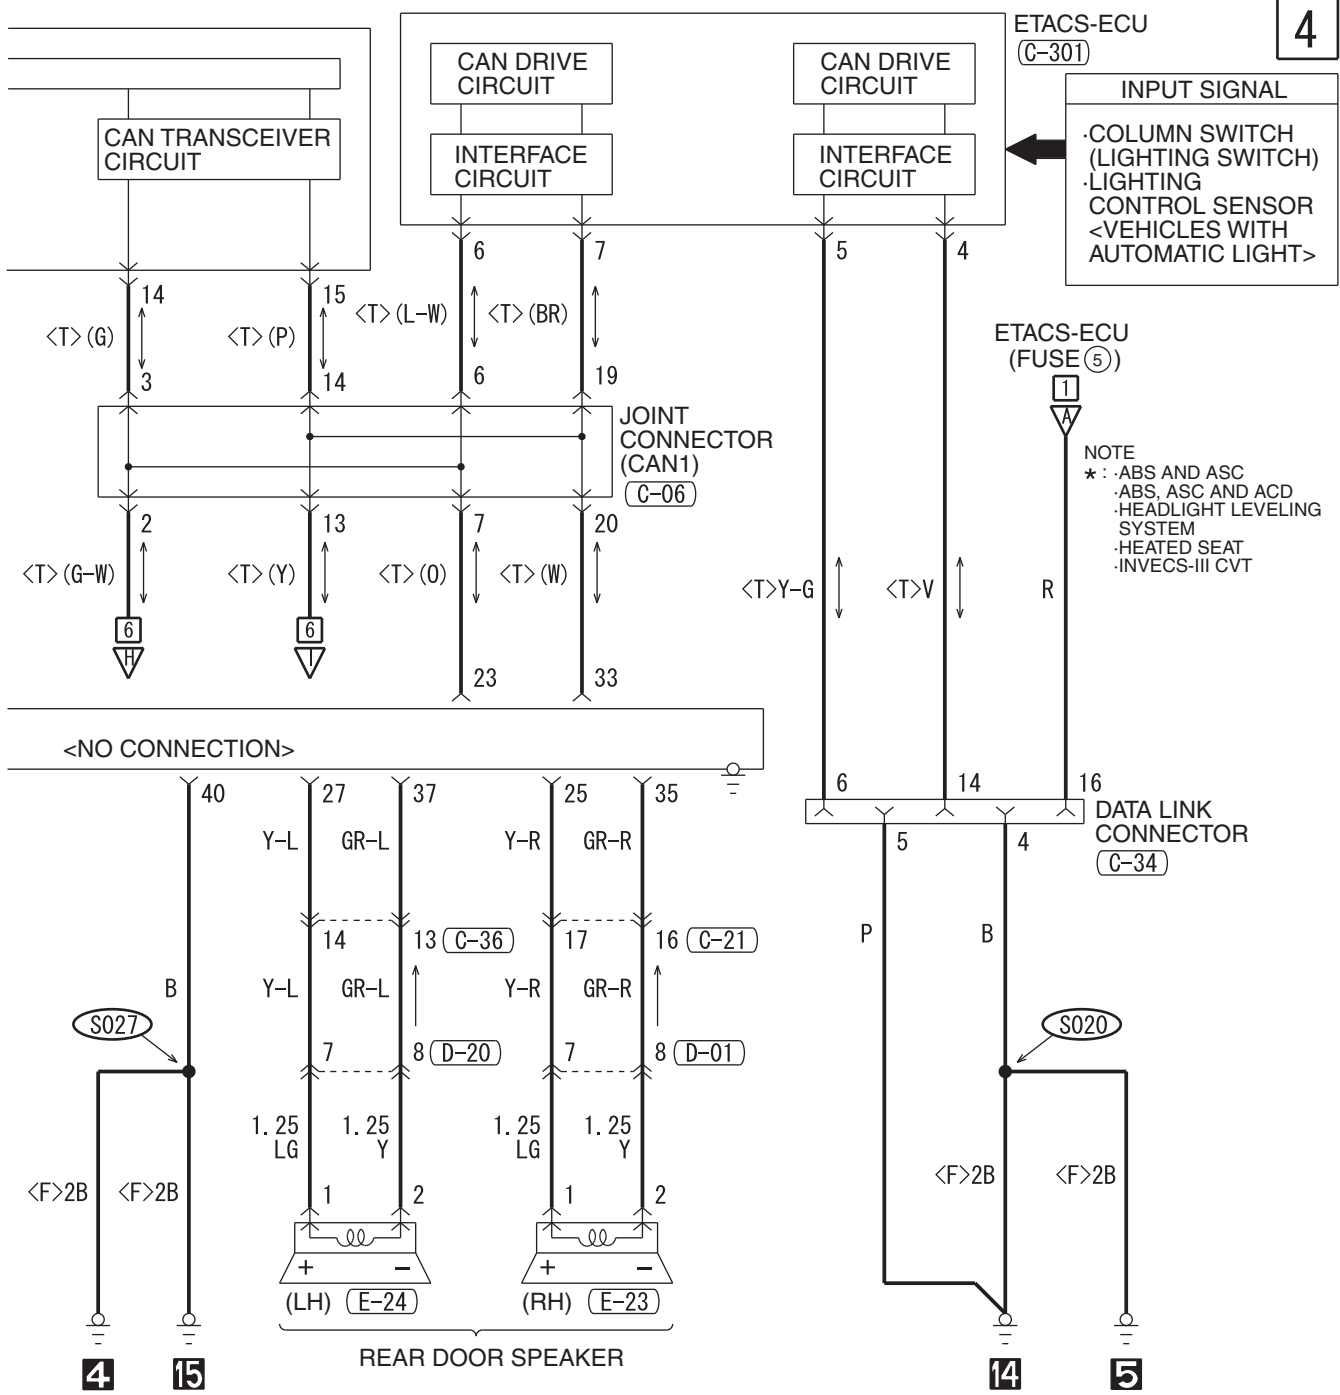 4
ETACS-ECU
C-301
CAN DRIVE
CIRCUIT
CAN DRIVE
CIRCUIT
INPUT SIGNAL
·COLUMN SWITCH
(LIGHTING SWITCH)
·LIGHTING
CONTROL SENSOR
<VEHICLES WITH
AUTOMATIC LIGHT>
CAN TRANSCEIVER
CIRCUIT
INTERFACE
CIRCUIT
INTERFACE
CIRCUIT
6 7 5 4
14 15
<T>(G) <T>(P) <T>(L-W) <T>(BR)
3 14 6 19
ETACS-ECU
(FUSE 5)
1
A
JOINT
CONNECTOR
(CAN1)
C-06
NOTE
* : ·ABS AND ASC
·ABS, ASC AND ACD
·HEADLIGHT LEVELING
SYSTEM
·HEATED SEAT
·INVECS-III CVT
2 13 7 20
<T>(G-W) <T>(Y) <T>(O) <T>(W) <T>Y-G <T>V R
6 6
H I
23 33
<NO CONNECTION>
40 27 37 25 35 6 14 16
DATA LINK
CONNECTOR
C-34
5 4
Y-L GR-L Y-R GR-R
14 13 C-36 17 16 C-21
P B
B Y-L GR-L Y-R GR-R
S027 S020
7 8 D-20 7 8 D-01
1.25
LG
1.25
Y
1.25
LG
1.25
Y
<F>2B <F>2B <F>2B <F>2B
1 2 1 2
+ − + −
(LH) E-24 (RH) E-23
REAR DOOR SPEAKER
4 15 14 5